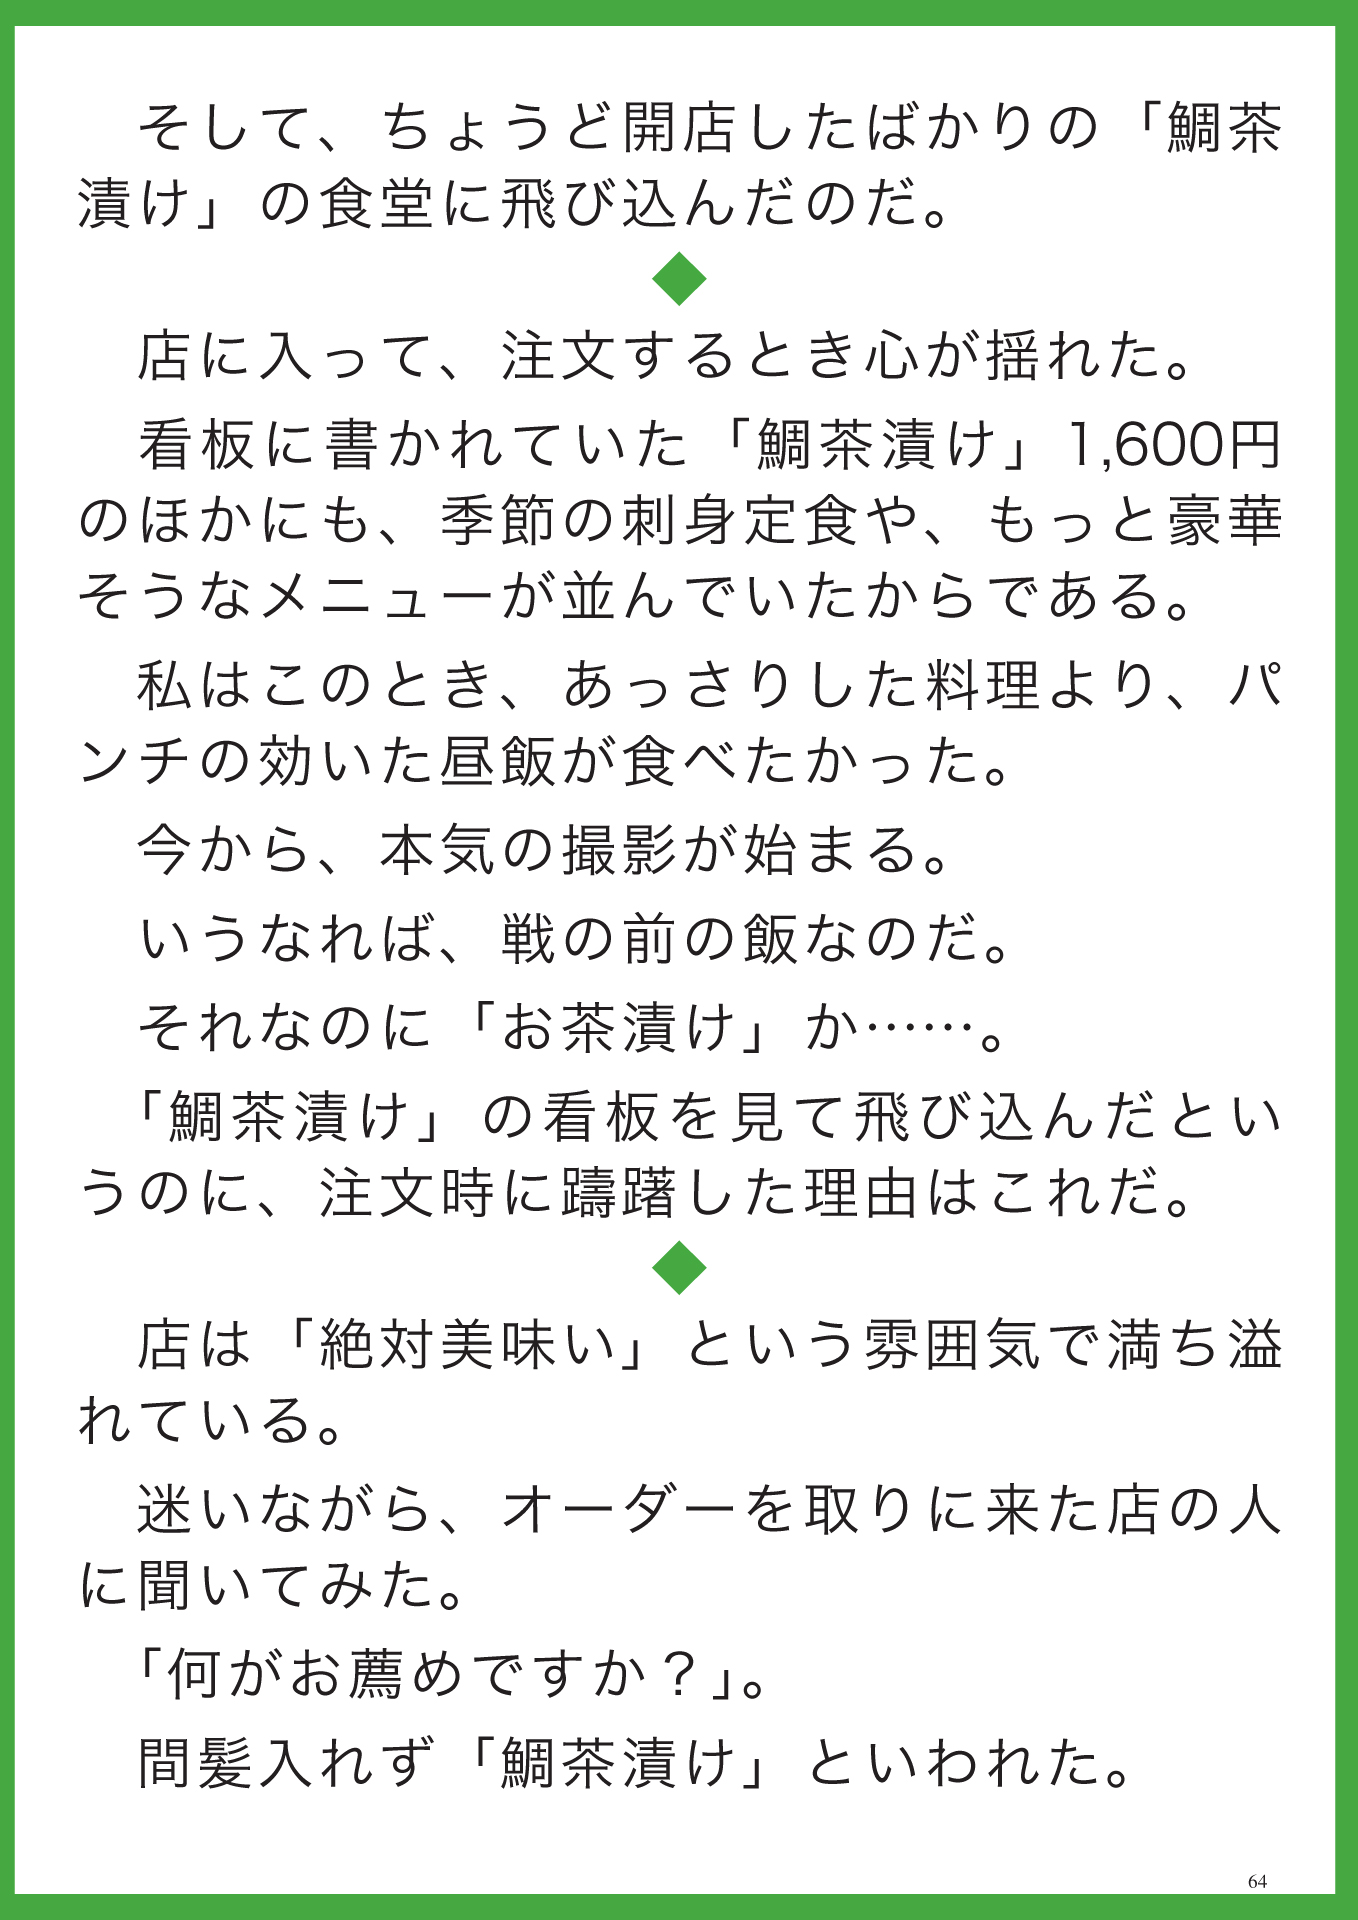 そして、ちょうど開店したばかりの「鯛茶
漬け」の食堂に飛び込んだのだ。
◆
店に入って、注文するとき心が揺れた。
看板に書かれていた「鯛茶漬け」1,600円
のほかにも、季節の刺身定食や、もっと豪華
そうなメニューが並んでいたからである。
私はこのとき、あっさりした料理より、パ
ンチの効いた昼飯が食べたかった。
今から、本気の撮影が始まる。
いうなれば、戦の前の飯なのだ。
それなのに「お茶漬け」か……。
「鯛茶漬け」の看板を見て飛び込んだとい
うのに、注文時に躊躇した理由はこれだ。
◆
店は「絶対美味い」という雰囲気で満ち溢
れている。
迷いながら、オーダーを取りに来た店の人
に聞いてみた。
「何がお薦めですか？」。
間髪入れず「鯛茶漬け」といわれた。
64